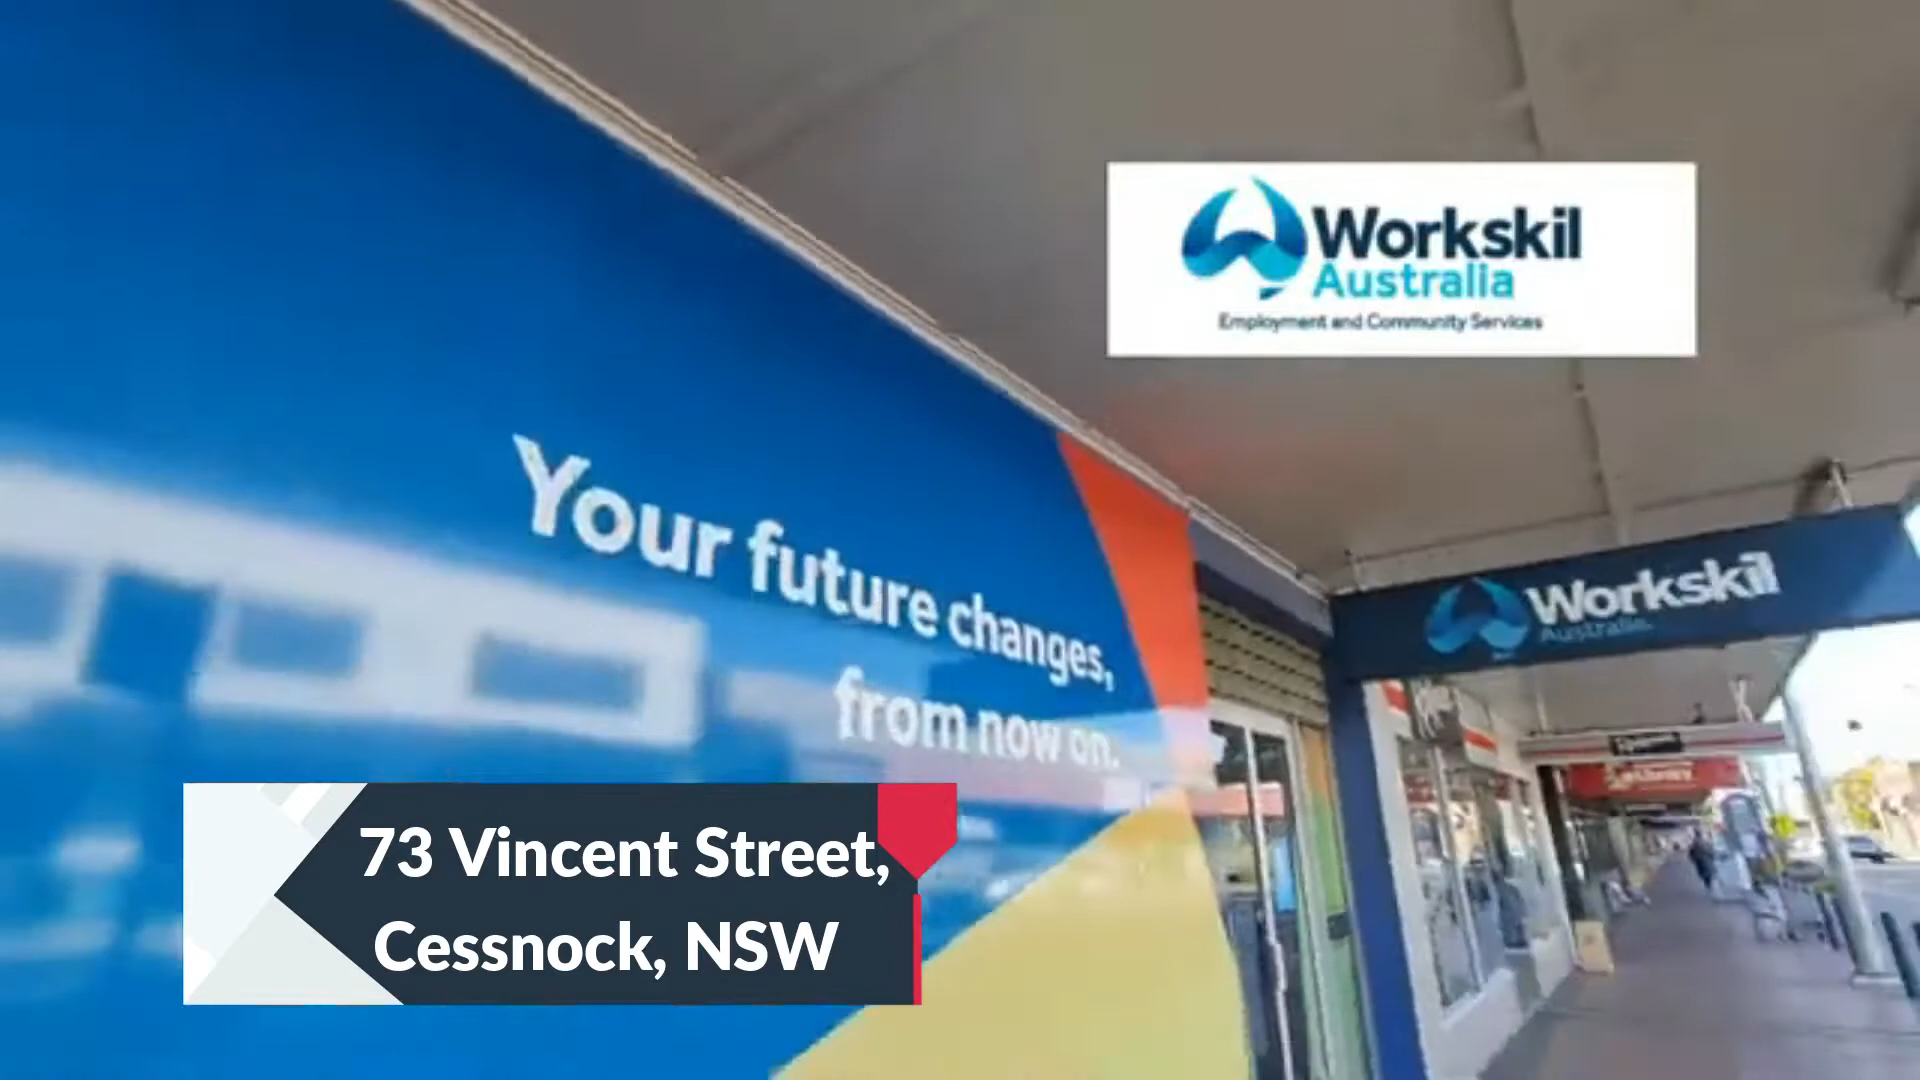 Workskil
Australia
Employment and Community Services
Your future changes,
from now on.
Workskil
Australia
73 Vincent Street,
Cessnock, NSW